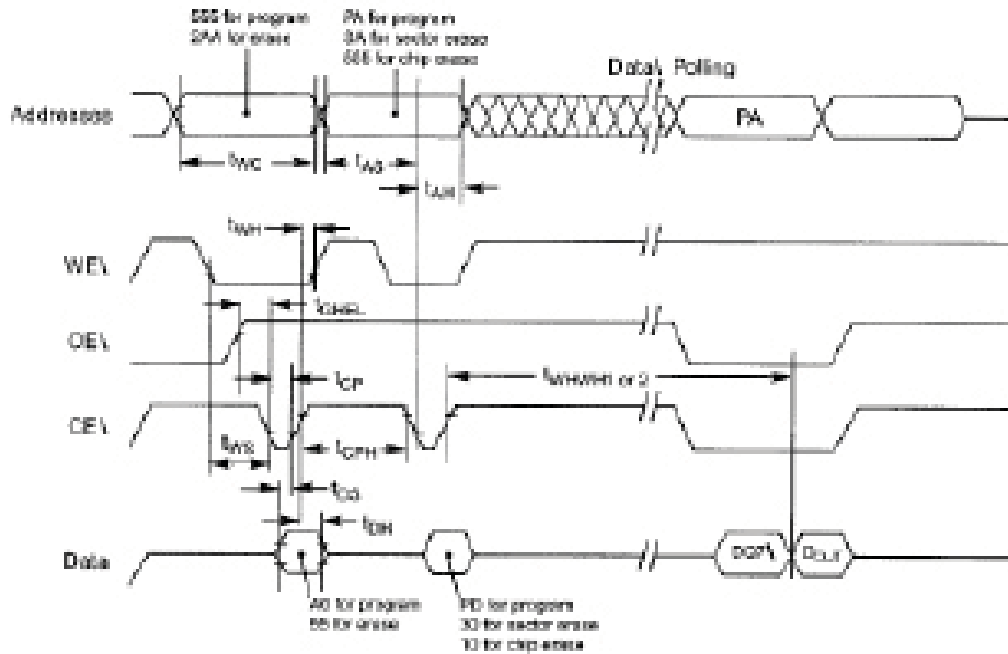 555 for program
2AA for erase
PA for program
SA for sector erase
555 for chip erase
Data\ Polling
Addresses
PA
tWC
tAS
tAH
tWH
WE\
tGHEL
OE\
tCP
tWHWH1 or 2
CE\
tWS
tCPH
tDS
tDH
Data
DQ7\
DOUT
A0 for program
55 for erase
PD for program
30 for sector erase
10 for chip erase